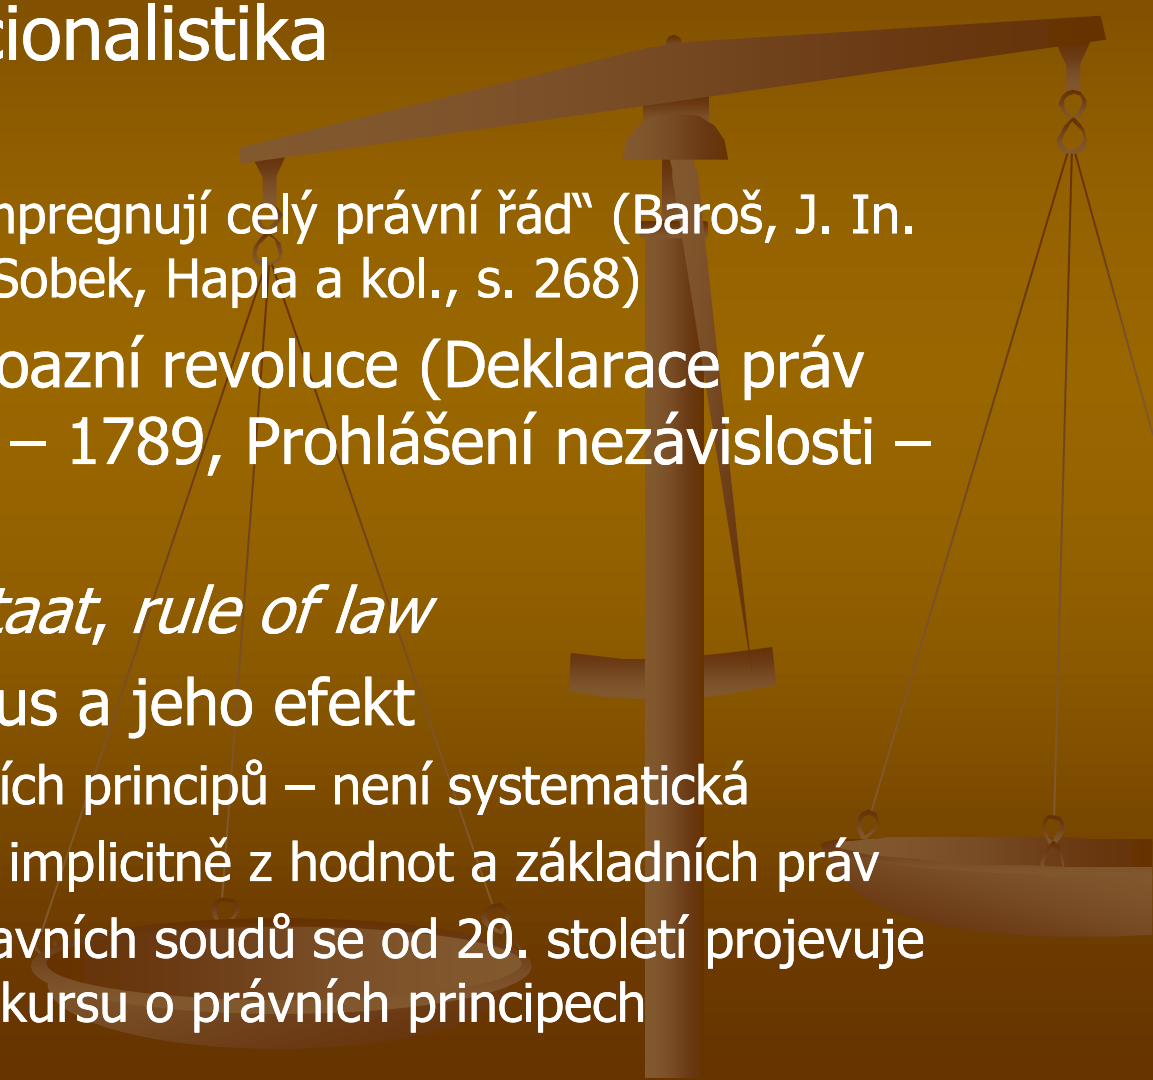 cionalistika
mpregnují celý právní řád“ (Baroš, J. In.
Sobek, Hapla a kol., s. 268)
oazní revoluce (Deklarace práv
– 1789, Prohlášení nezávislosti –
taat, rule of law
us a jeho efekt
ích principů – není systematická
implicitně z hodnot a základních práv
avních soudů se od 20. století projevuje
kursu o právních principech